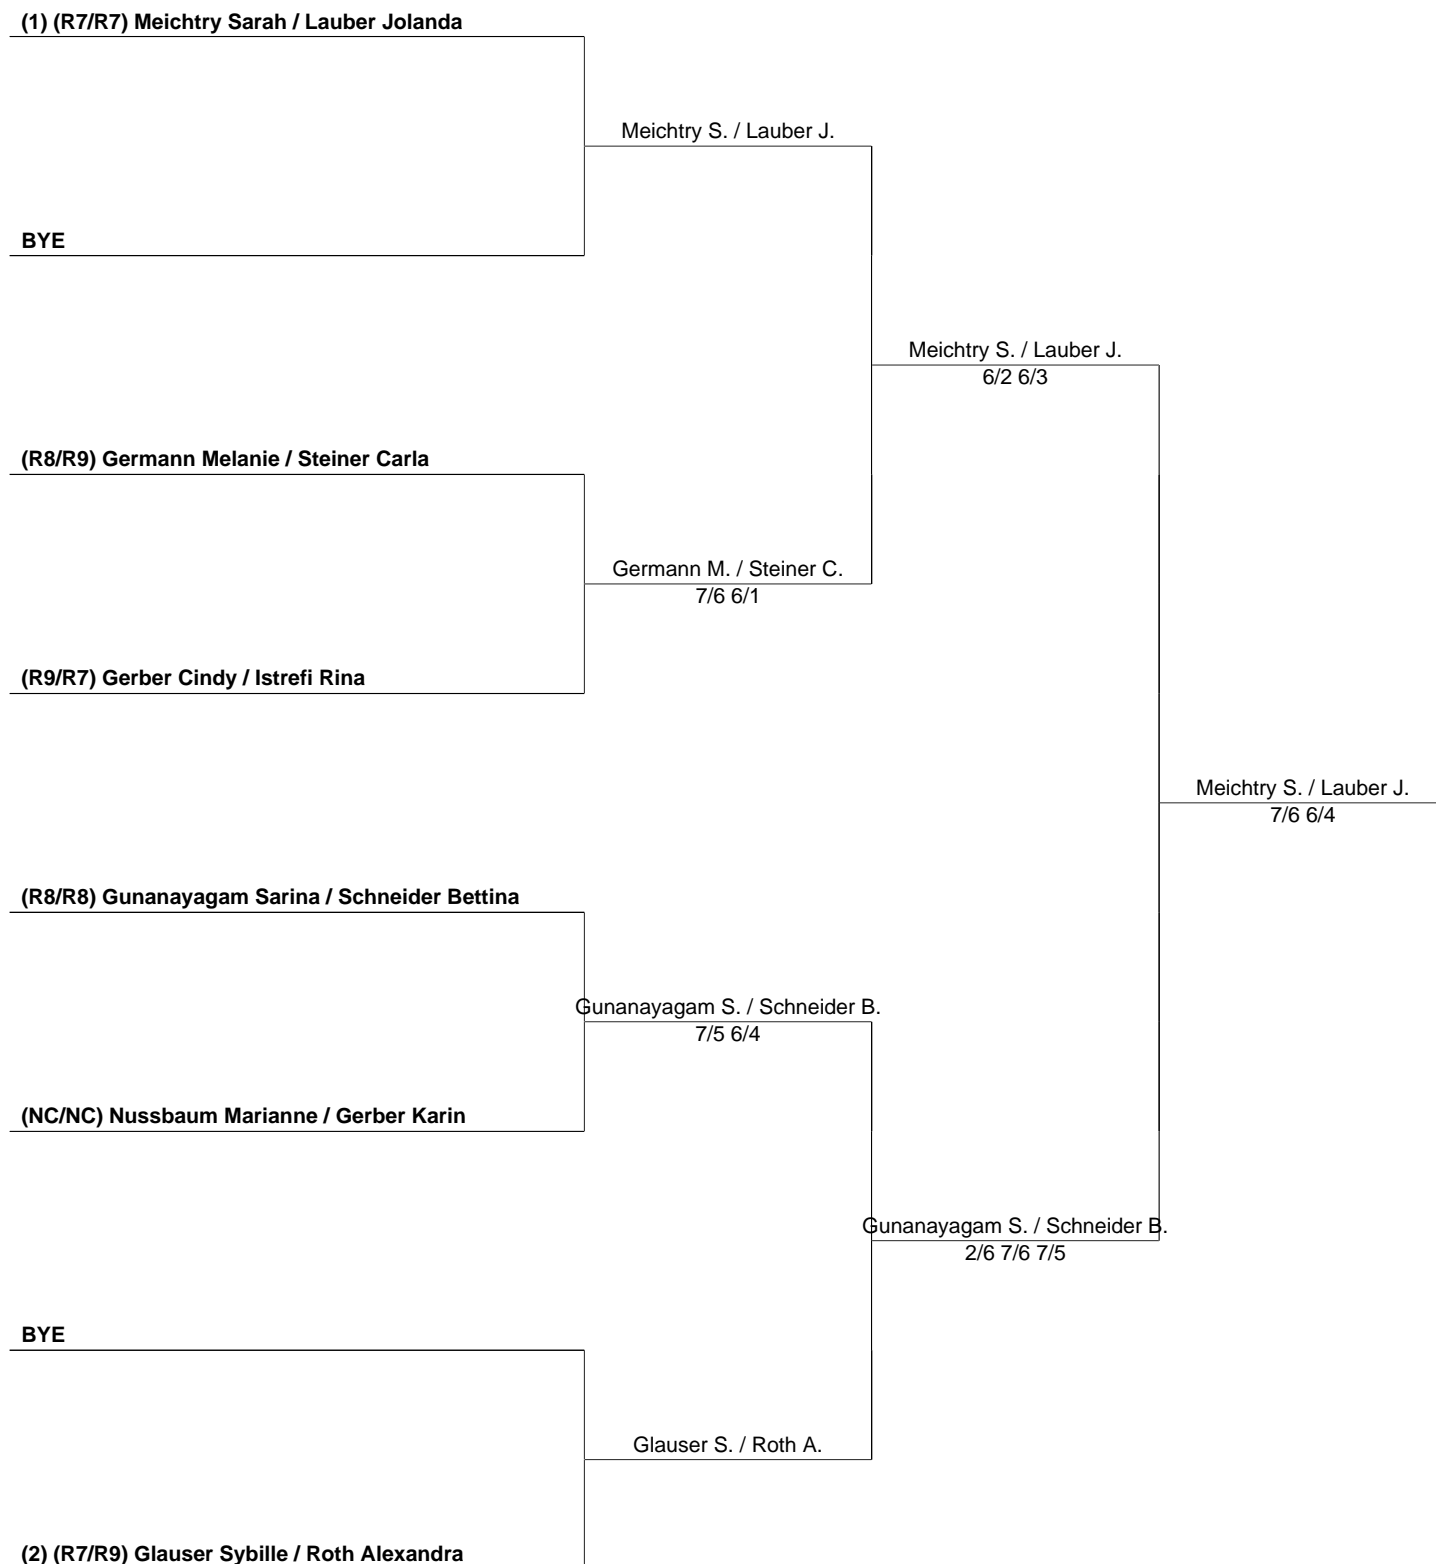 (1) (R7/R7) Meichtry Sarah / Lauber Jolanda
Meichtry S. / Lauber J.
BYE
Meichtry S. / Lauber J.
6/2 6/3
(R8/R9) Germann Melanie / Steiner Carla
Germann M. / Steiner C.
7/6 6/1
(R9/R7) Gerber Cindy / Istrefi Rina
Meichtry S. / Lauber J.
7/6 6/4
(R8/R8) Gunanayagam Sarina / Schneider Bettina
Gunanayagam S. / Schneider B.
7/5 6/4
(NC/NC) Nussbaum Marianne / Gerber Karin
Gunanayagam S. / Schneider B.
2/6 7/6 7/5
BYE
Glauser S. / Roth A.
(2) (R7/R9) Glauser Sybille / Roth Alexandra